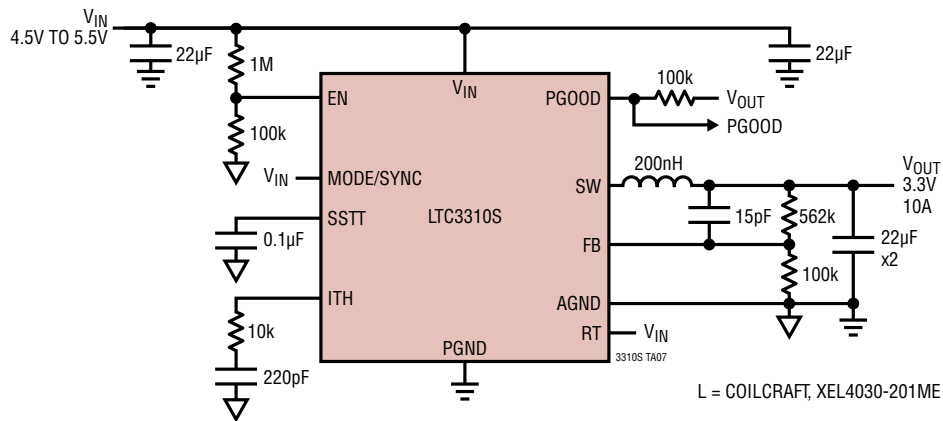 VIN
4.5V TO 5.5V
22µF
1M
22µF
100k
EN
VIN
PGOOD
100k
VOUT
PGOOD
VIN
MODE/SYNC
200nH
SW
VOUT
3.3V
10A
SSTT
LTC3310S
15pF
562k
0.1µF
FB
22µF
x2
100k
ITH
AGND
10k
RT
VIN
PGND
3310S TA07
220pF
L = COILCRAFT, XEL4030-201ME